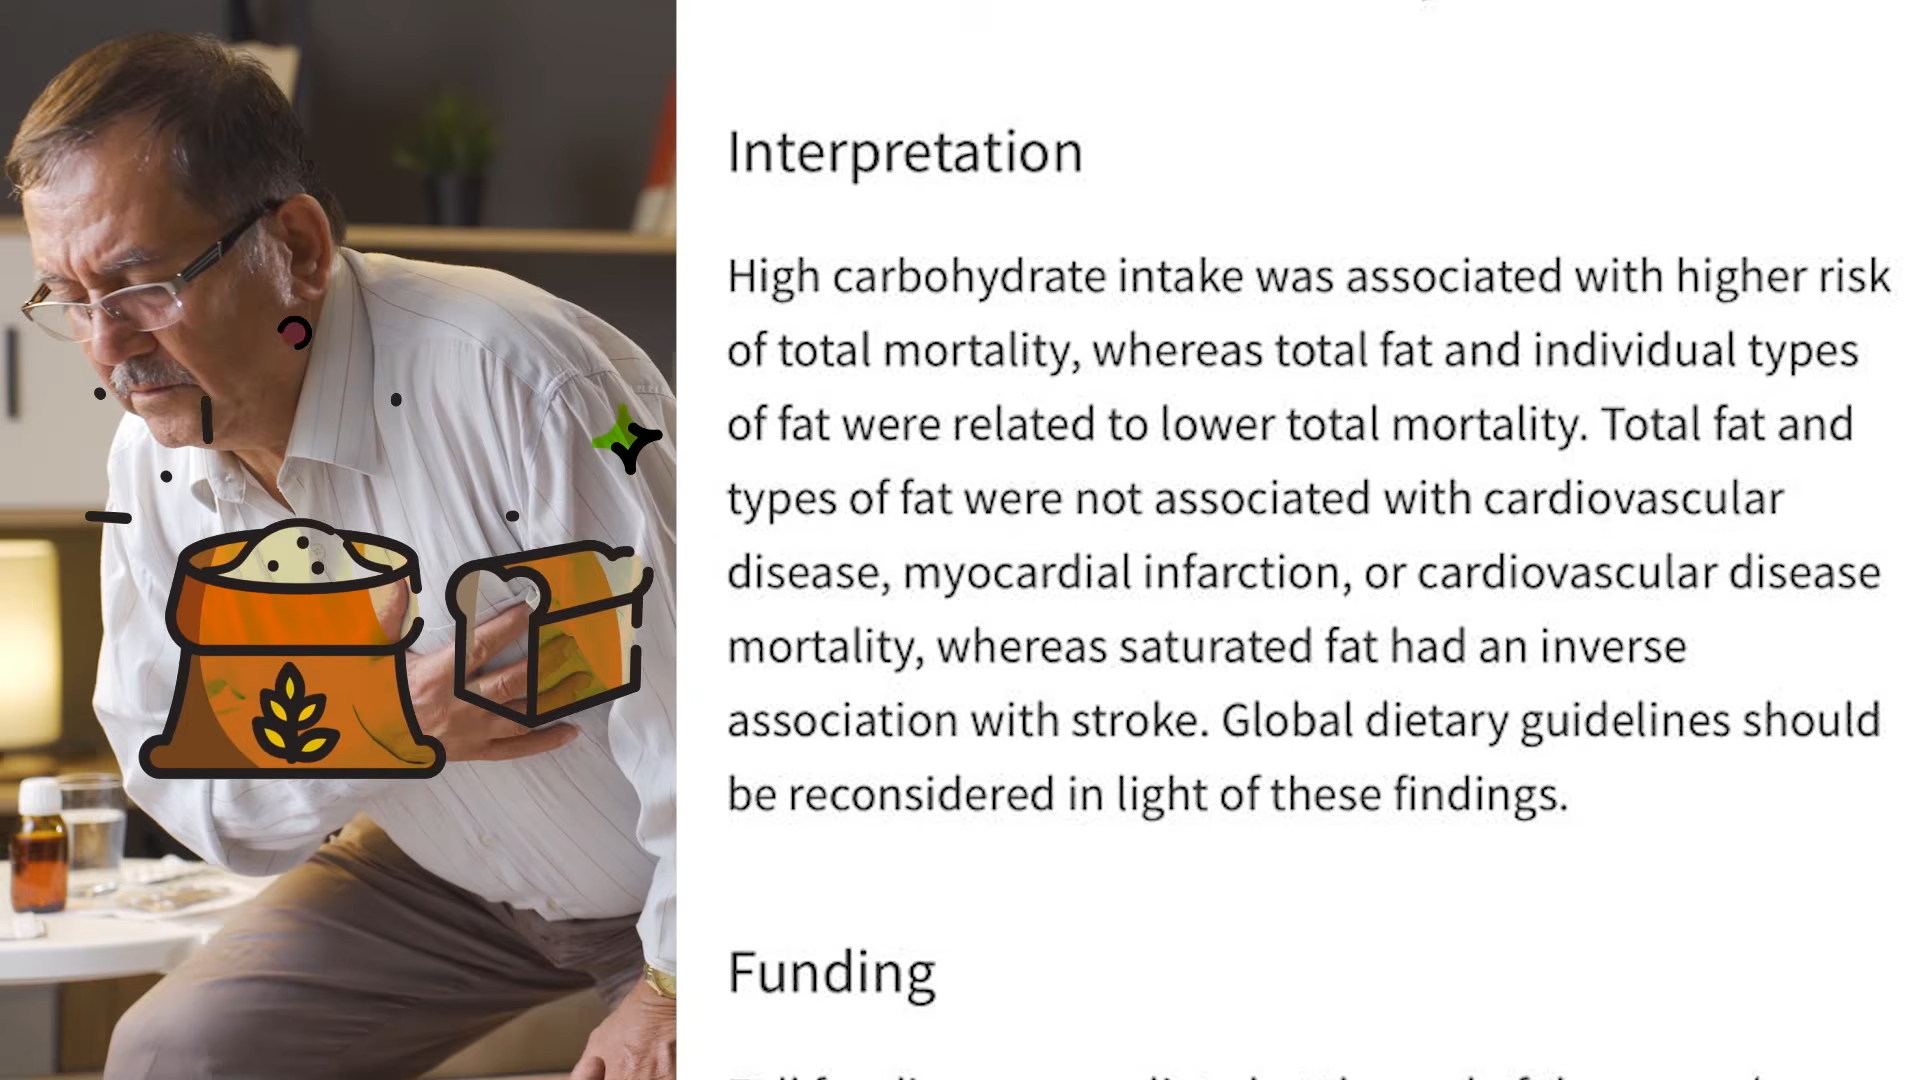 Interpretation
High carbohydrate intake was associated with higher risk
of total mortality, whereas total fat and individual types
of fat were related to lower total mortality. Total fat and
types of fat were not associated with cardiovascular
disease, myocardial infarction, or cardiovascular disease
mortality, whereas saturated fat had an inverse
association with stroke. Global dietary guidelines should
be reconsidered in light of these findings.
Funding